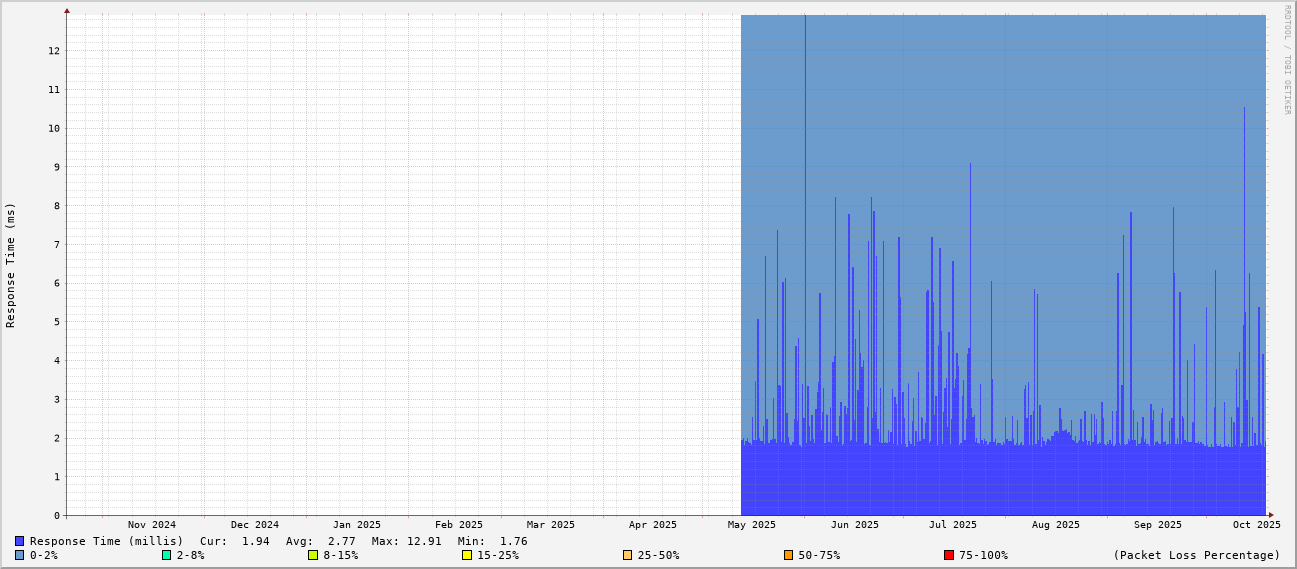 RRDTOOL / TOBI OETIKER
Response Time (ms)
12
11
10
9
8
7
6
5
4
3
2
1
0
Nov 2024 Dec 2024 Jan 2025 Feb 2025 Mar 2025 Apr 2025 May 2025 Jun 2025 Jul 2025 Aug 2025 Sep 2025 Oct 2025
Response Time (millis) Cur: 1.94 Avg: 2.77 Max: 12.91 Min: 1.76
0-2% 2-8% 8-15% 15-25% 25-50% 50-75% 75-100% (Packet Loss Percentage)